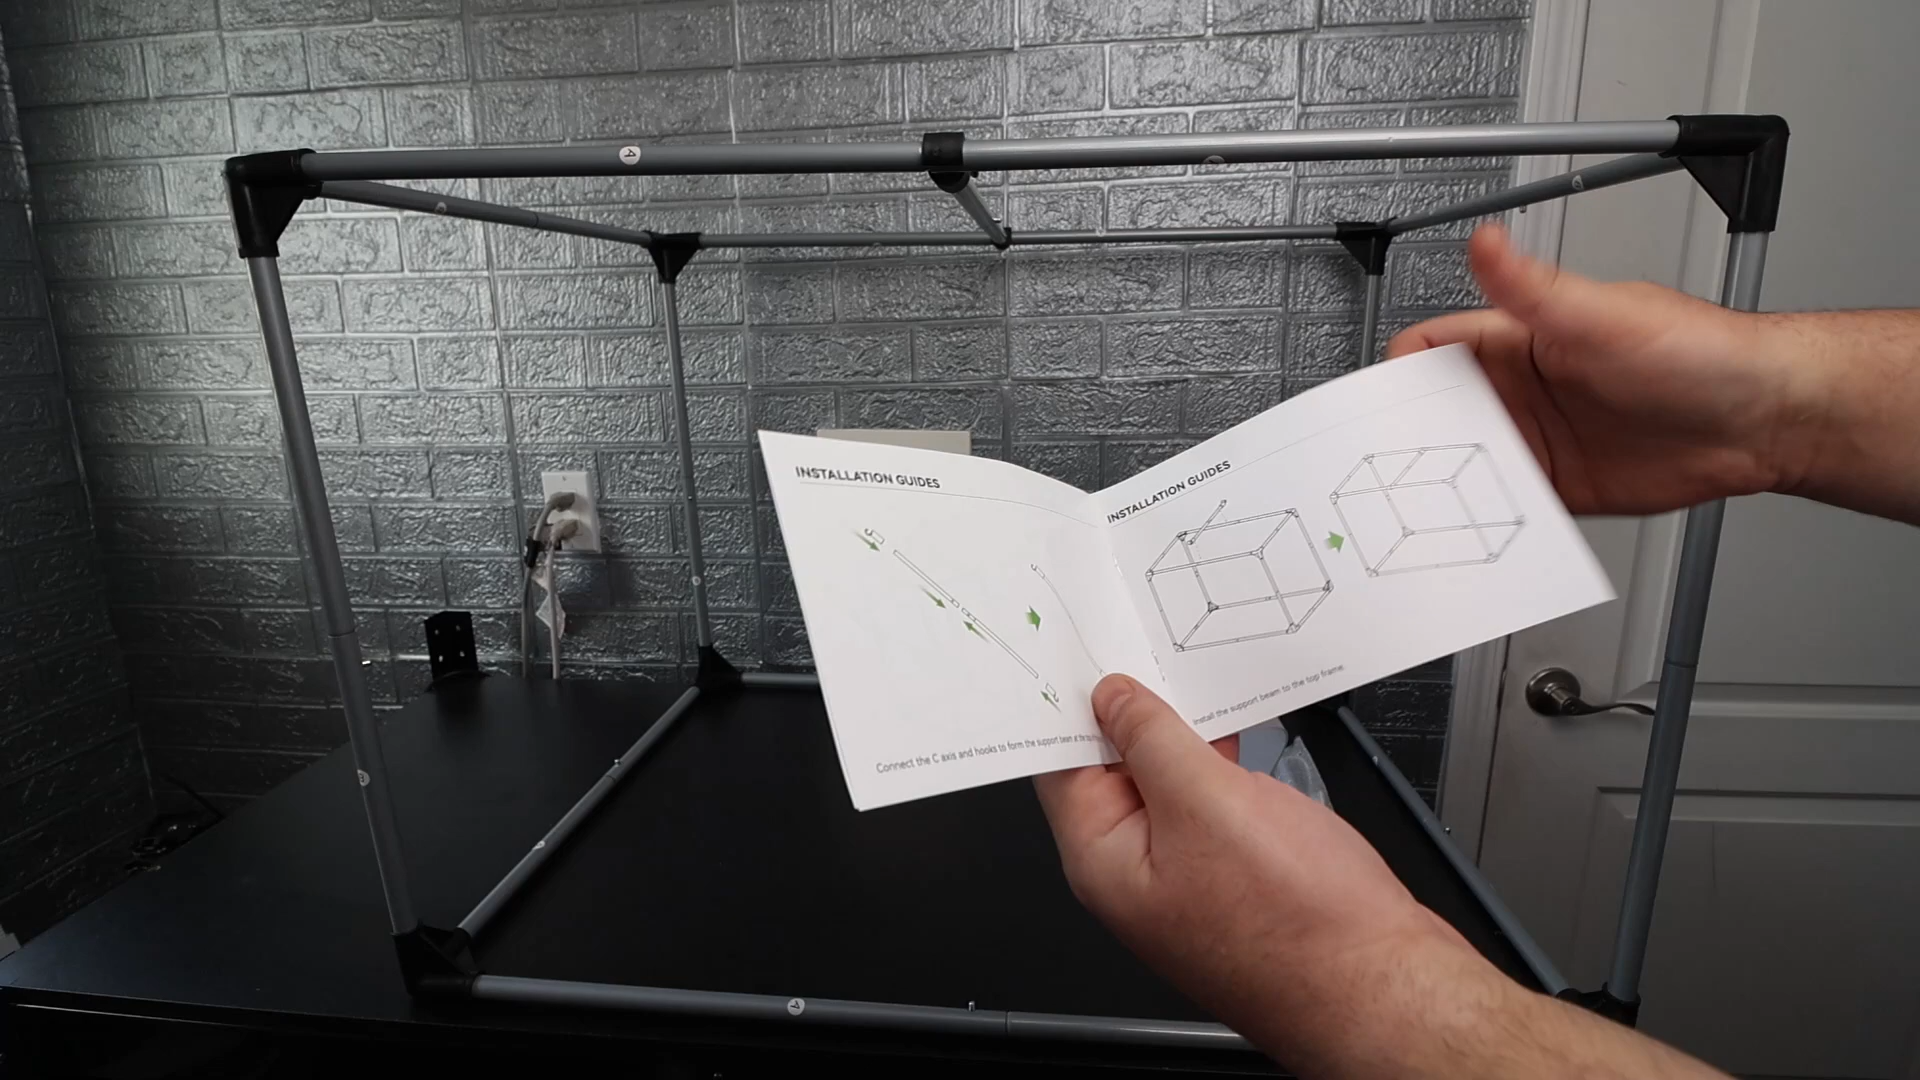 INSTALLATION GUIDES
Connect the C axis and hooks to form the support beam at the top
INSTALLATION GUIDES
Install the support beam to the top frame.
A
A